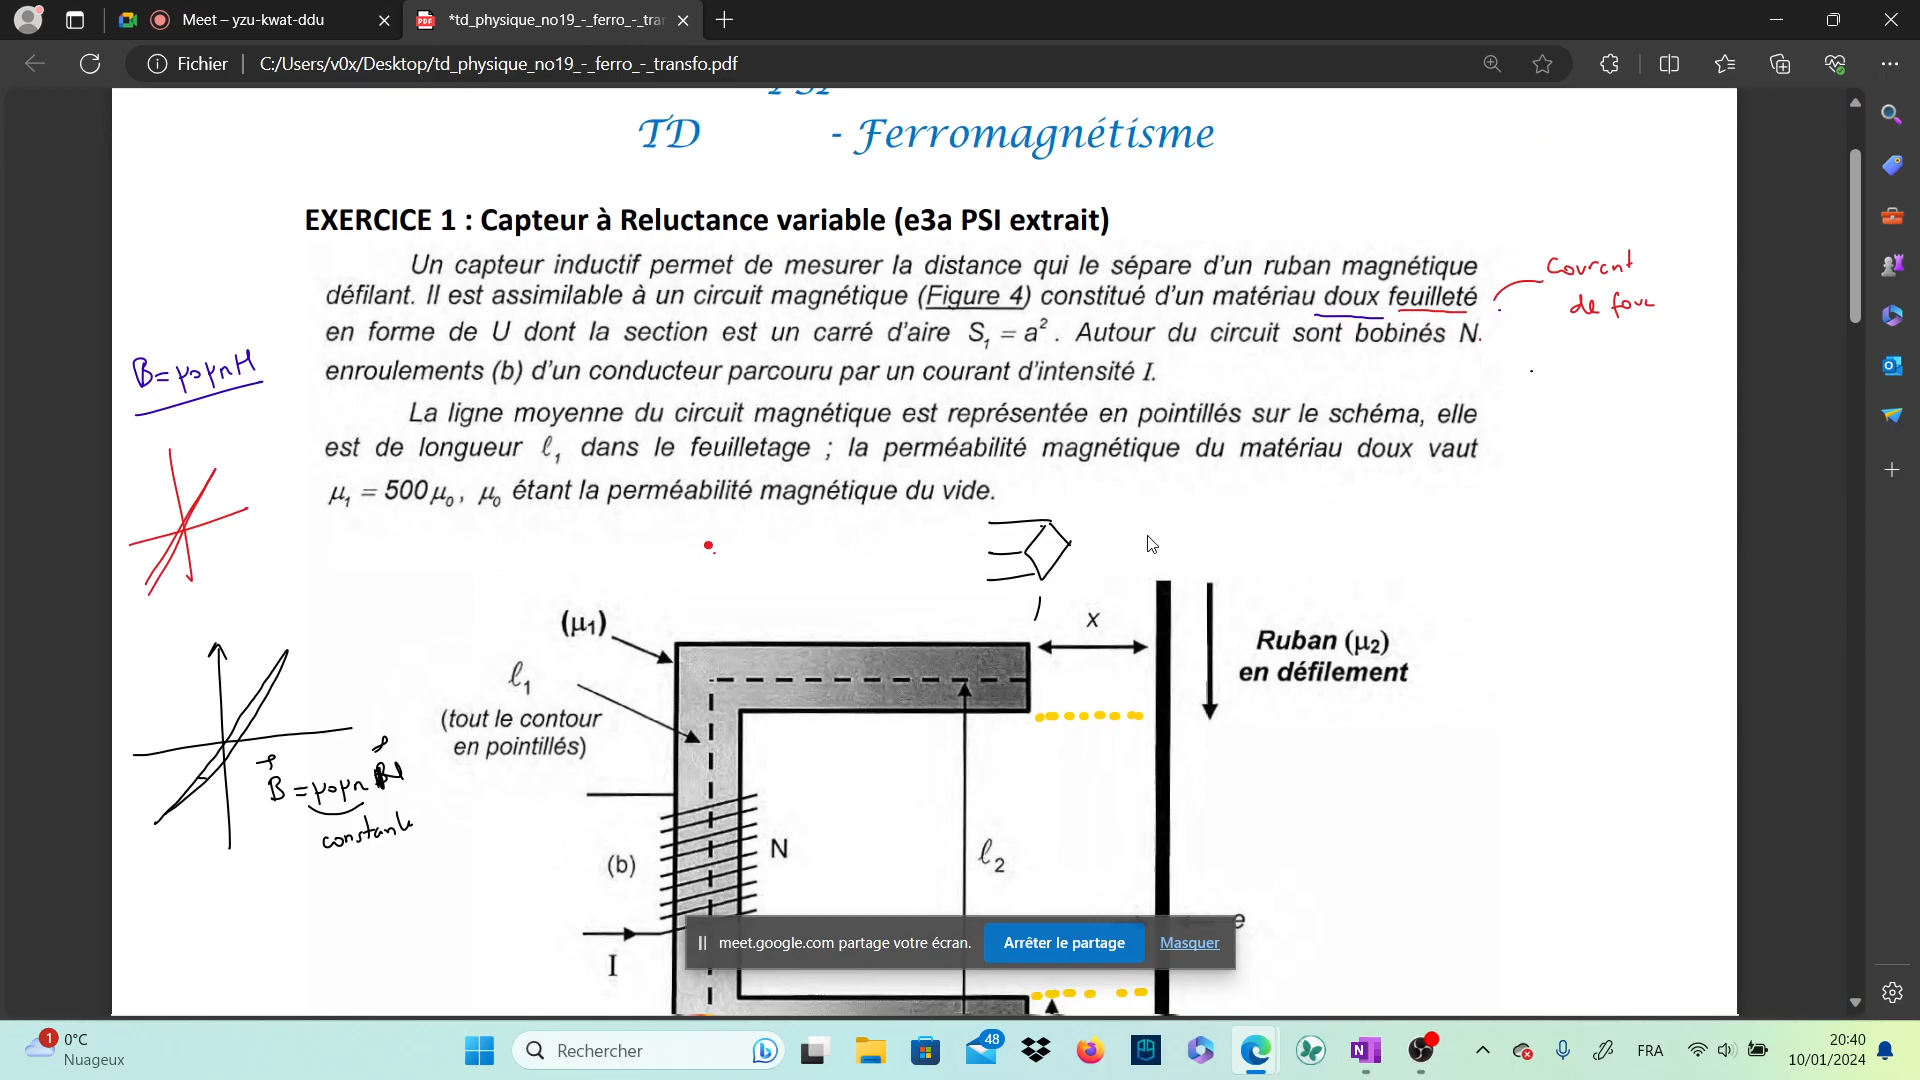 Meet – yzu-kwat-ddu
*td_physique_no19_-_ferro_-_tra
Fichier
C:/Users/v0x/Desktop/td_physique_no19_-_ferro_-_transfo.pdf
TD - Ferromagnétisme
EXERCICE 1 : Capteur à Reluctance variable (e3a PSI extrait)
Un capteur inductif permet de mesurer la distance qui le sépare d'un ruban magnétique
défilant. Il est assimilable à un circuit magnétique (Figure 4) constitué d'un matériau doux feuilleté
en forme de U dont la section est un carré d'aire S₁ = a². Autour du circuit sont bobinés N
enroulements (b) d'un conducteur parcouru par un courant d'intensité I.
La ligne moyenne du circuit magnétique est représentée en pointillés sur le schéma, elle
est de longueur ℓ₁ dans le feuilletage ; la perméabilité magnétique du matériau doux vaut
μ₁ = 500 μ₀, μ₀ étant la perméabilité magnétique du vide.
Courant
de fouc
B = μ₀μr H
(μ₁)
x
Ruban (μ₂)
en défilement
ℓ₁
(tout le contour
en pointillés)
B = μ₀μr
constante
(b)
N
ℓ₂
e
I
meet.google.com partage votre écran.
Arrêter le partage
Masquer
1
0°C
Nuageux
Rechercher
48
FRA
20:40
10/01/2024